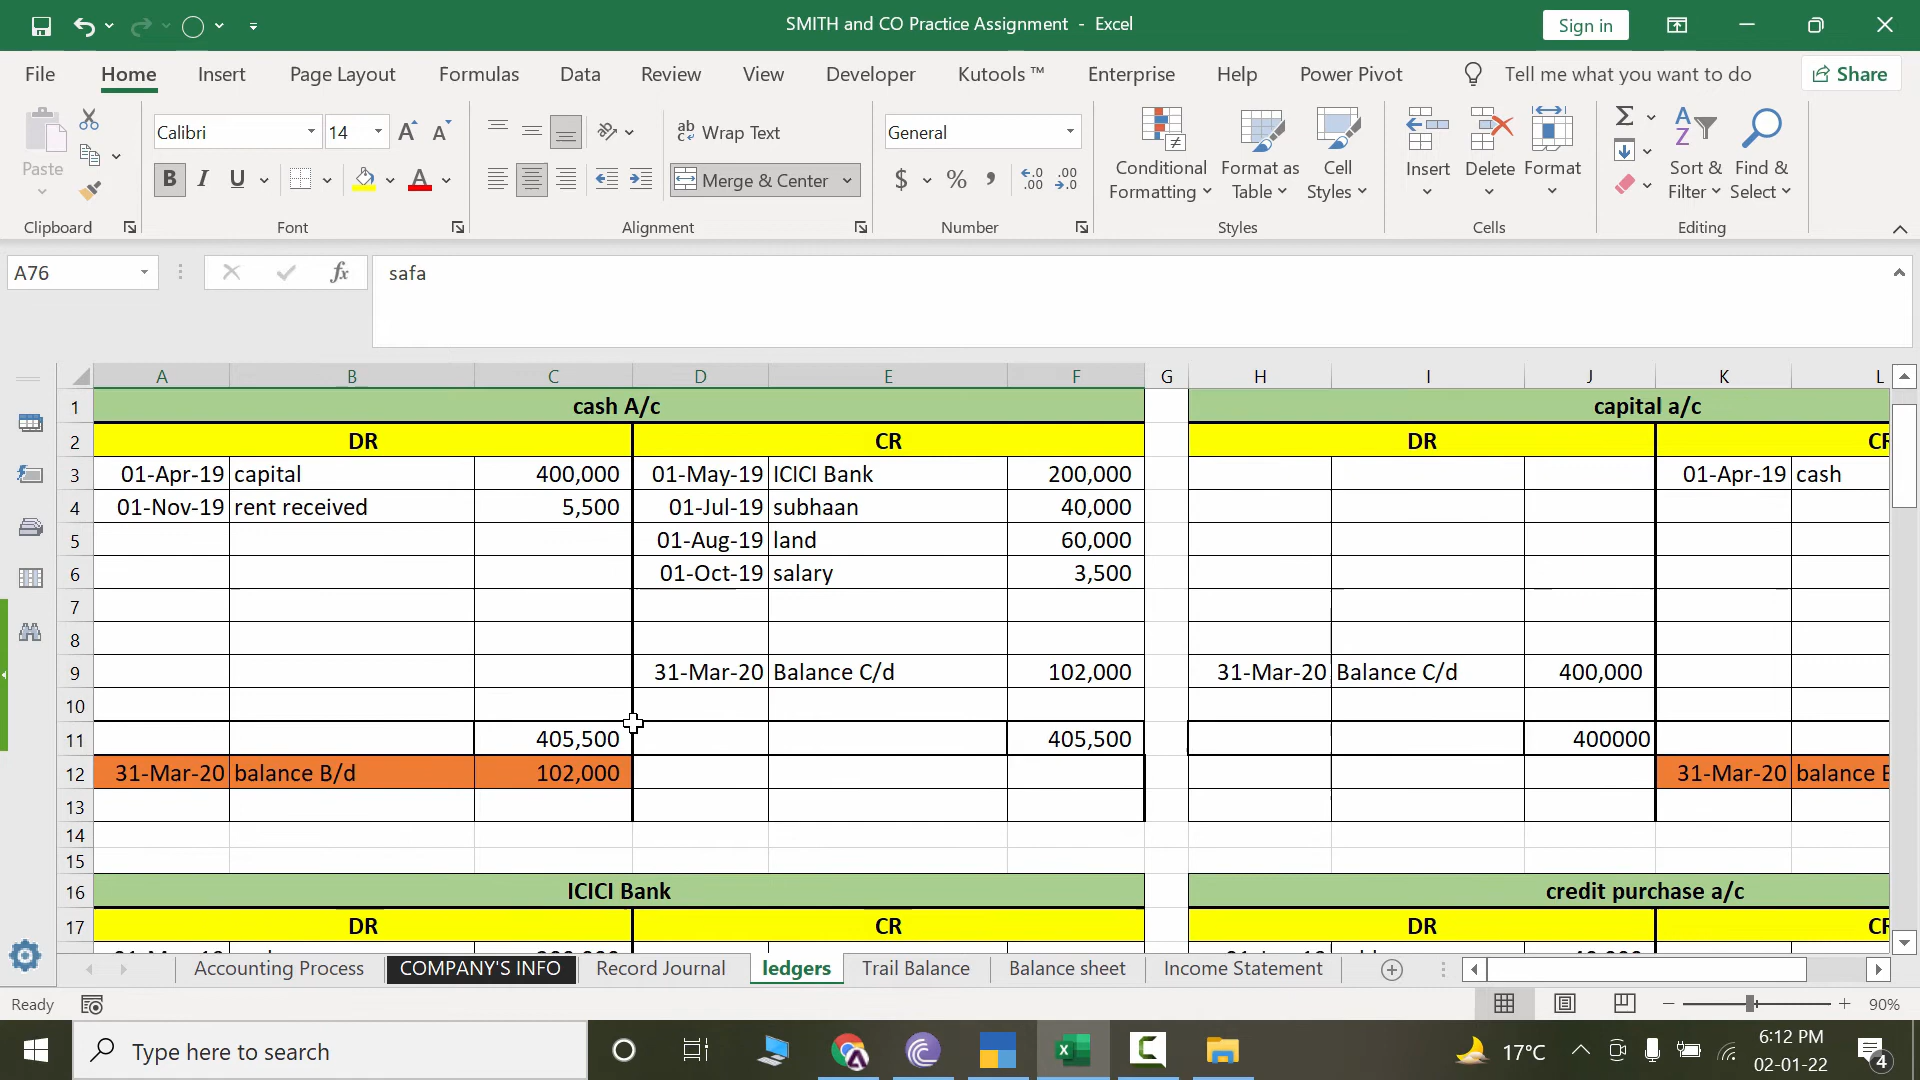 SMITH and CO Practice Assignment - Excel
Sign in
File Home Insert Page Layout Formulas Data Review View Developer Kutools ™ Enterprise Help Power Pivot Tell me what you want to do Share
Paste
Calibri 14
Wrap Text
Merge & Center
General
Conditional Formatting
Format as Table
Cell Styles
Insert
Delete
Format
Sort & Filter
Find & Select
Clipboard Font Alignment Number Styles Cells Editing
A76 fx safa
A B C D E F G H I J K L
1 cash A/c capital a/c
2 DR CR DR CR
3 01-Apr-19 capital 400,000 01-May-19 ICICI Bank 200,000 01-Apr-19 cash
4 01-Nov-19 rent received 5,500 01-Jul-19 subhaan 40,000
5 01-Aug-19 land 60,000
6 01-Oct-19 salary 3,500
7
8
9 31-Mar-20 Balance C/d 102,000 31-Mar-20 Balance C/d 400,000
10
11 405,500 405,500 400000
12 31-Mar-20 balance B/d 102,000 31-Mar-20 balance
13
14
15
16 ICICI Bank credit purchase a/c
17 DR CR DR CR
Accounting Process COMPANY'S INFO Record Journal ledgers Trail Balance Balance sheet Income Statement
Ready 90%
Type here to search 17°C 6:12 PM
02-01-22 4